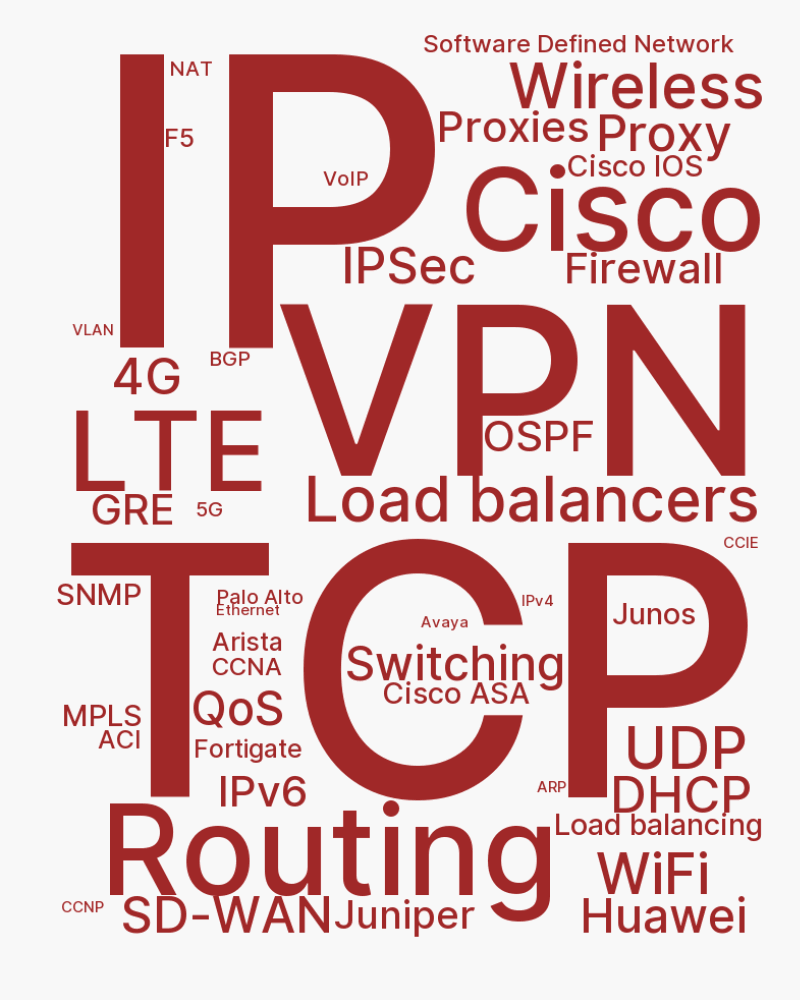 Software Defined Network
NAT
IP
Wireless
F5
Proxies
Proxy
Cisco IOS
VoIP
Cisco
IPSec
Firewall
VLAN
BGP
4G
VPN
LTE
OSPF
GRE
5G
Load balancers
CCIE
TCP
SNMP
Palo Alto
Ethernet
IPv4
Junos
Avaya
Arista
CCNA
Switching
Cisco ASA
QoS
MPLS
ACI
Fortigate
UDP
IPv6
ARP
DHCP
Load balancing
Routing
WiFi
CCNP
SD-WAN
Juniper
Huawei